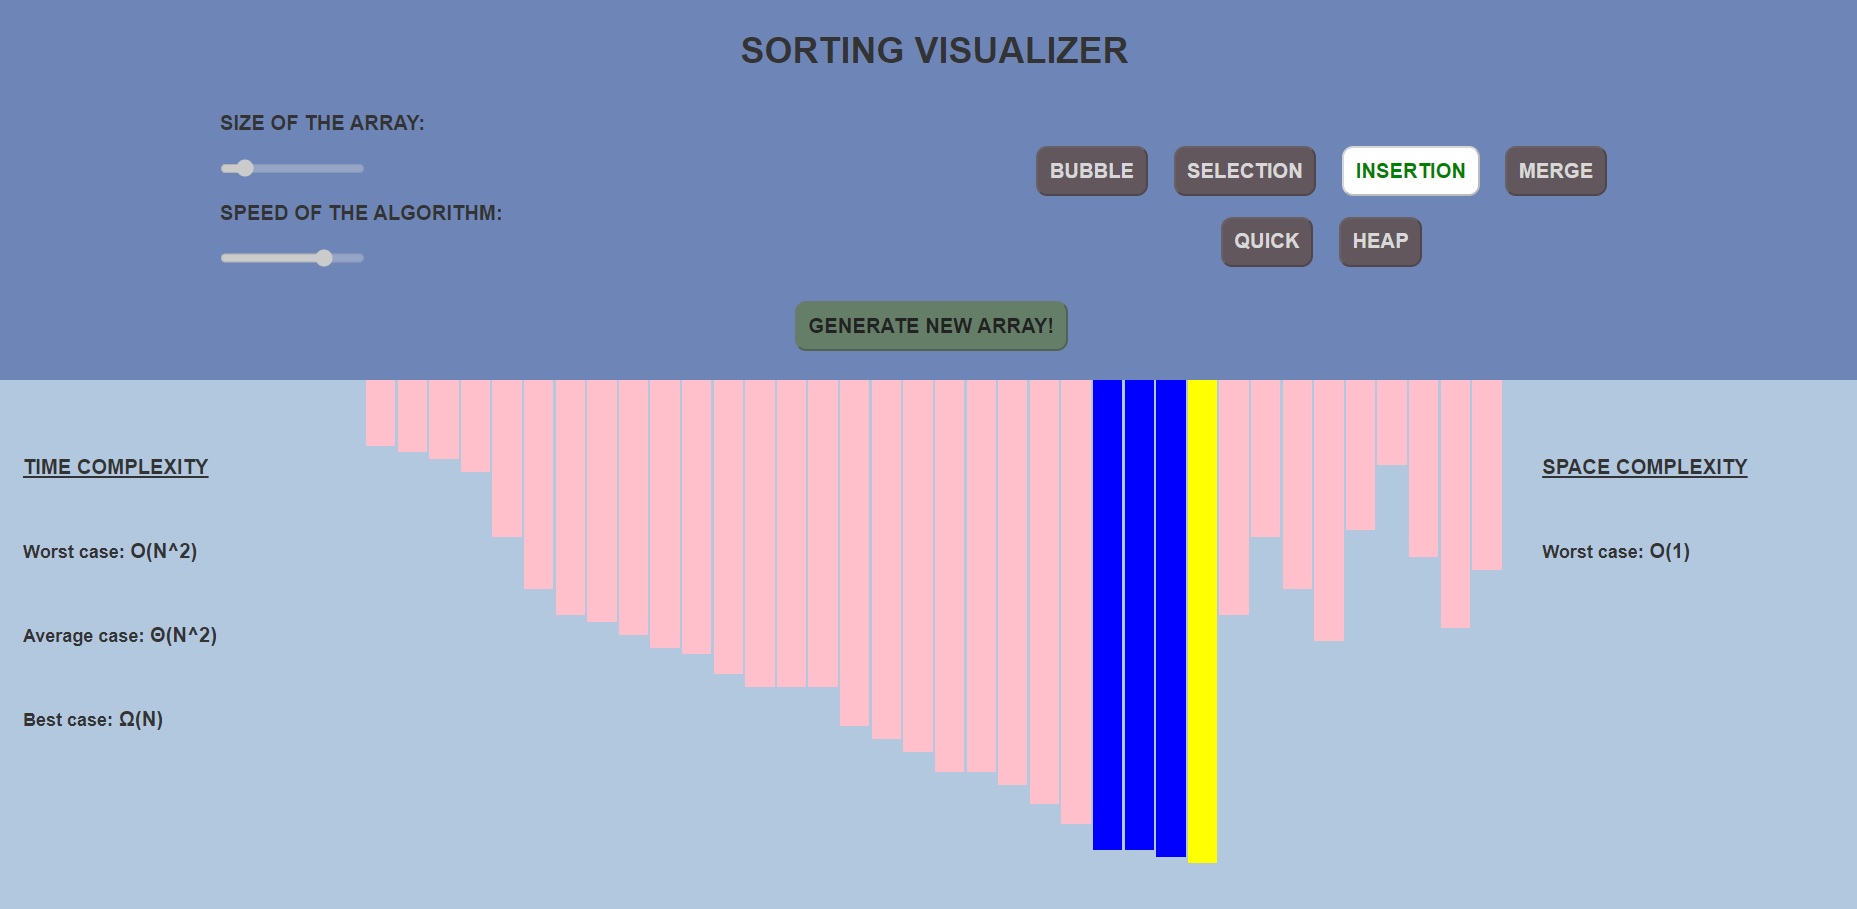 SORTING VISUALIZER
SIZE OF THE ARRAY:
SPEED OF THE ALGORITHM:
BUBBLE SELECTION INSERTION MERGE
QUICK HEAP
GENERATE NEW ARRAY!
TIME COMPLEXITY
Worst case: O(N^2)
Average case: Θ(N^2)
Best case: Ω(N)
SPACE COMPLEXITY
Worst case: O(1)